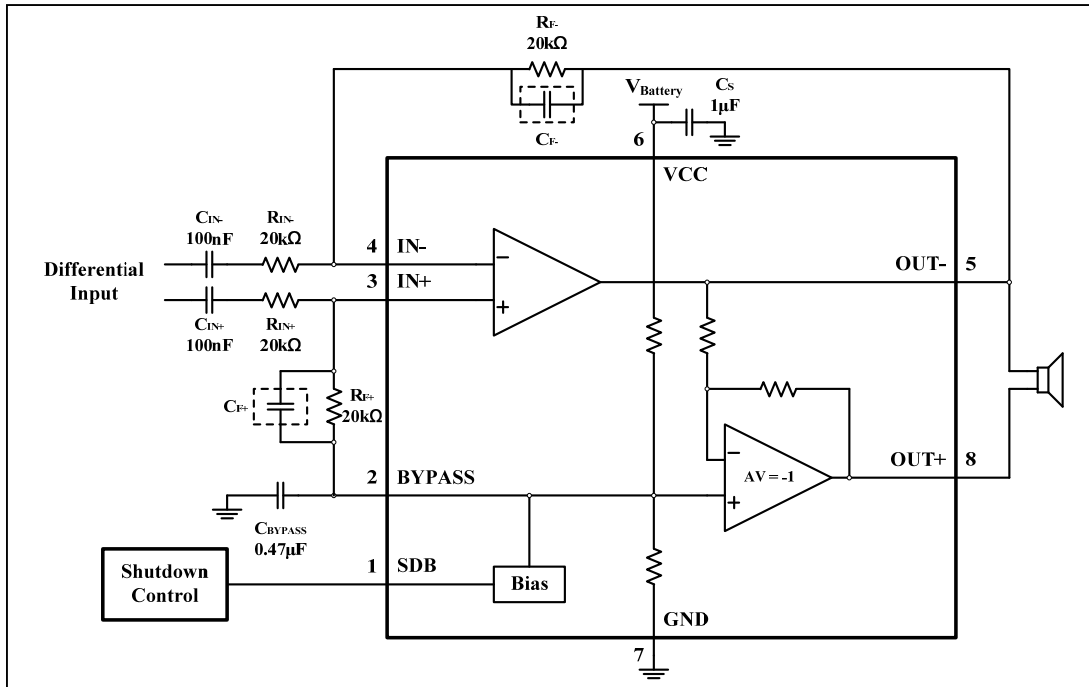 RF-
20kΩ
CF-
VBattery
CS
1µF
6
VCC
CIN-
100nF
RIN-
20kΩ
4 IN-
3 IN+
Differential
Input
CIN+
100nF
RIN+
20kΩ
−
+
OUT- 5
CF+
RF+
20kΩ
2 BYPASS
CBYPASS
0.47µF
−
+
AV = -1
OUT+ 8
1 SDB
Shutdown
Control
Bias
GND
7